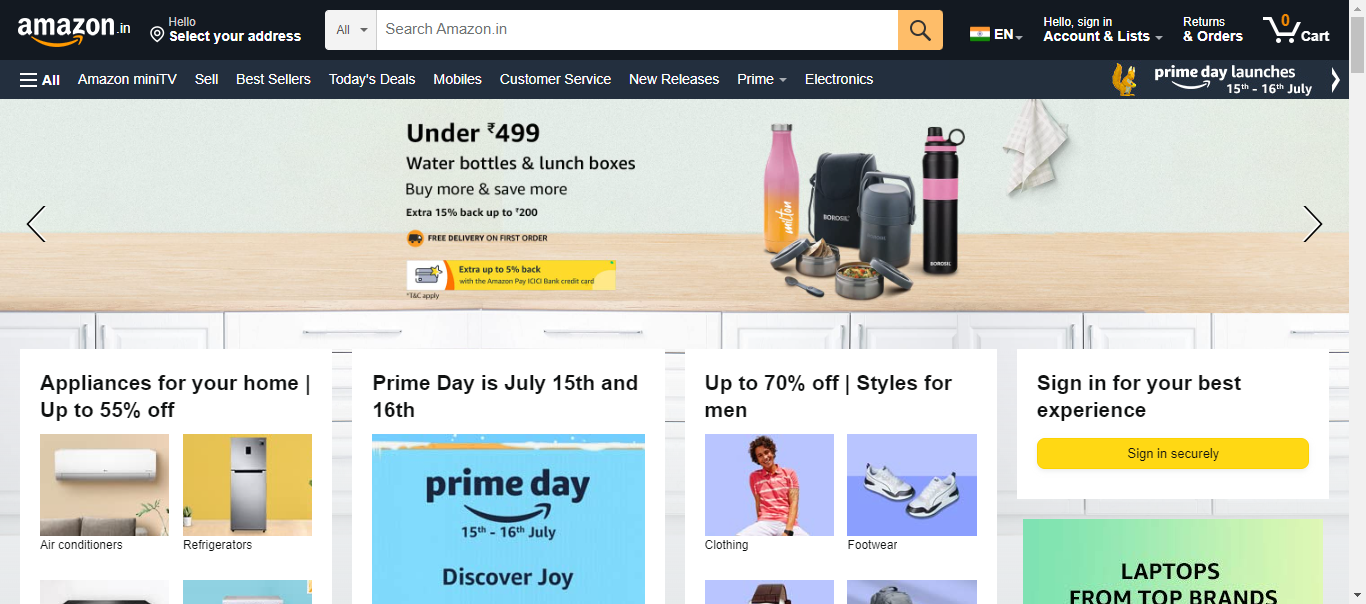 amazon.in
Hello
Select your address
All
Search Amazon.in
EN
Hello, sign in
Account & Lists
Returns
& Orders
0
Cart
All
Amazon miniTV
Sell
Best Sellers
Today's Deals
Mobiles
Customer Service
New Releases
Prime
Electronics
prime day launches
15th - 16th July
Under ₹499
Water bottles & lunch boxes
Buy more & save more
Extra 15% back up to ₹200
FREE DELIVERY ON FIRST ORDER
Extra up to 5% back
with the Amazon Pay ICICI Bank credit card
*T&C apply
milton
BOROSIL
BOROSIL
Appliances for your home |
Up to 55% off
Air conditioners
Refrigerators
Prime Day is July 15th and
16th
prime day
15th - 16th July
Discover Joy
Up to 70% off | Styles for
men
Clothing
Footwear
Sign in for your best
experience
Sign in securely
LAPTOPS
FROM TOP BRANDS